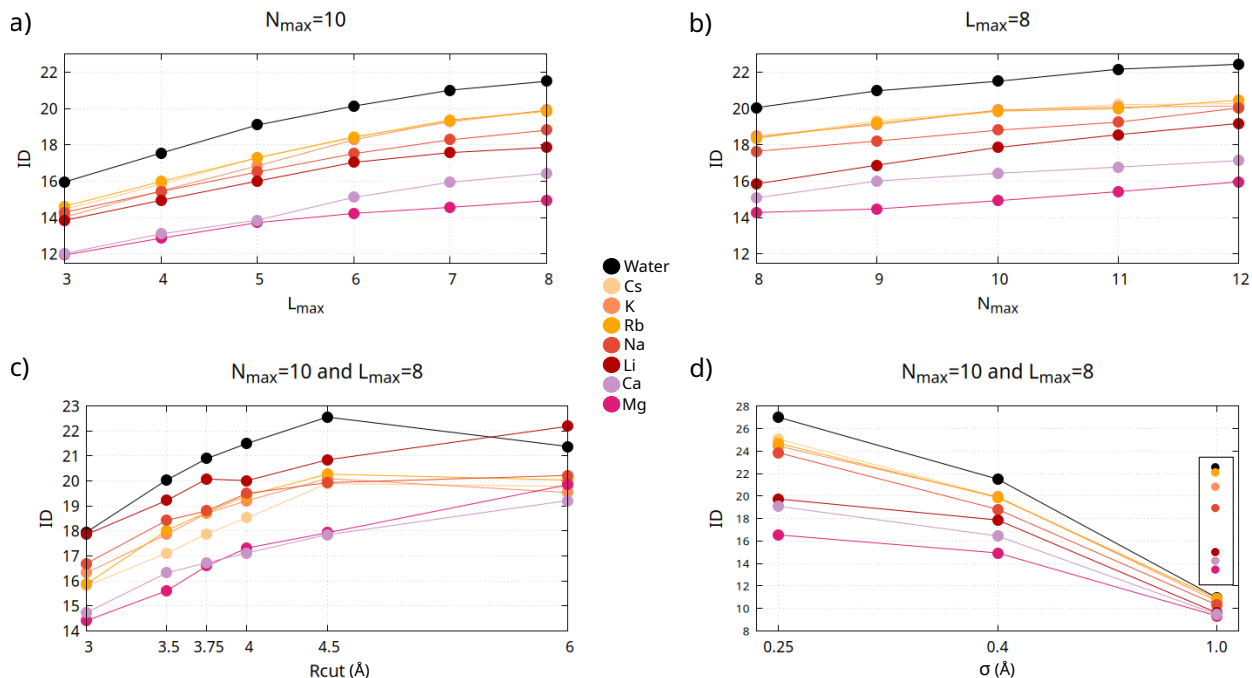 a)
N_max=10
22
20
18
16
14
12
ID
3 4 5 6 7 8
L_max
b)
L_max=8
22
20
18
16
14
12
ID
8 9 10 11 12
N_max
Water
Cs
K
Rb
Na
Li
Ca
Mg
c)
N_max=10 and L_max=8
23
22
21
20
19
18
17
16
15
14
ID
3 3.5 3.75 4 4.5 6
Rcut (Å)
d)
N_max=10 and L_max=8
28
26
24
22
20
18
16
14
12
10
8
ID
0.25 0.4 1.0
σ (Å)